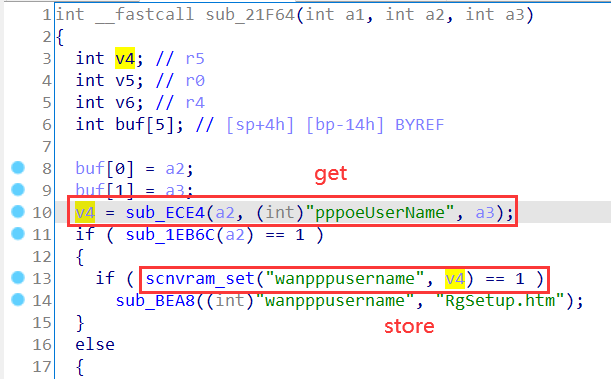 1 int __fastcall sub_21F64(int a1, int a2, int a3)
2 {
3 int v4; // r5
4 int v5; // r0
5 int v6; // r4
6 int buf[5]; // [sp+4h] [bp-14h] BYREF
7
8 buf[0] = a2;
get
9 buf[1] = a3;
10 v4 = sub_ECE4(a2, (int)"pppoeUserName", a3);
11 if ( sub_1EB6C(a2) == 1 )
12 {
13 if ( scnvram_set("wanpppusername", v4) == 1 )
14 sub_BEA8((int)"wanpppusername", "RgSetup.htm");
15 }
store
16 else
17 {